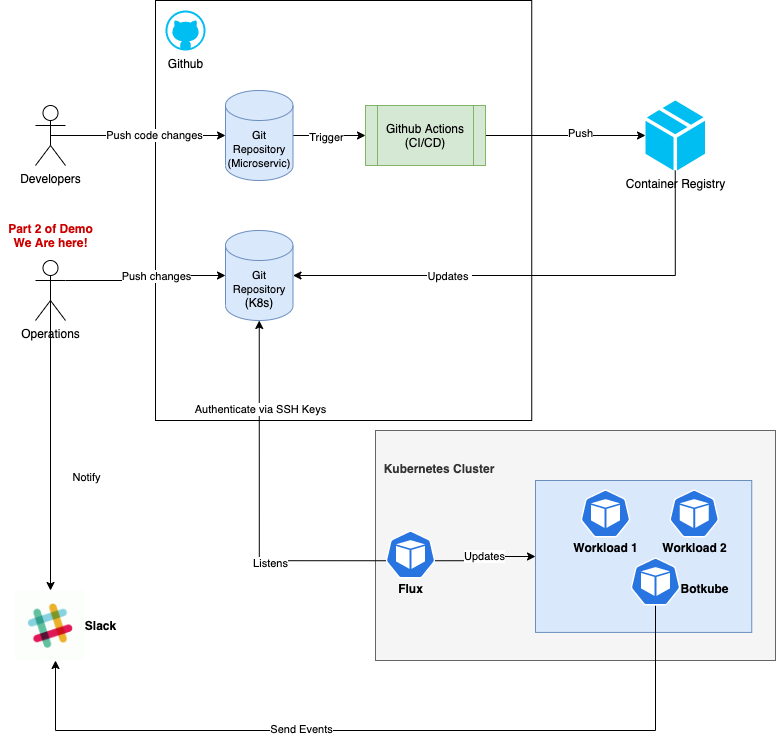 Github
Push code changes
Git
Repository
(Microservic)
Trigger
Github Actions
(CI/CD)
Push
Container Registry
Developers
Part 2 of Demo
We Are here!
Push changes
Git
Repository
(K8s)
Updates
Operations
Authenticate via SSH Keys
Notify
Kubernetes Cluster
Workload 1
Workload 2
Listens
Flux
Updates
Botkube
Slack
Send Events